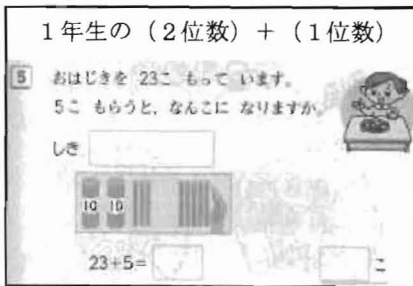 1年生の(2位数)+(1位数)
5 おはじきを 23こ もって います。
5こ もらうと、なんこに なりますか。
しき
10 10
23+5=
こ